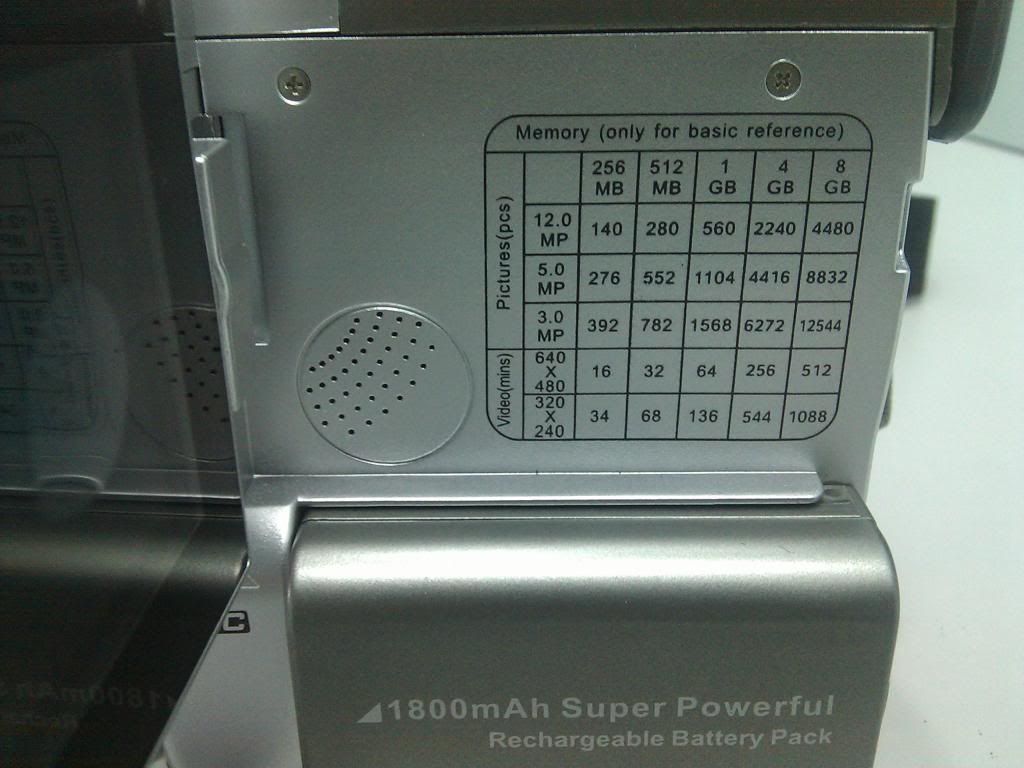 Memory (only for basic reference)
256 MB 512 MB 1 GB 4 GB 8 GB
Pictures(pcs)
12.0 MP 140 280 560 2240 4480
5.0 MP 276 552 1104 4416 8832
3.0 MP 392 782 1568 6272 12544
Video(mins)
640 X 480 16 32 64 256 512
320 X 240 34 68 136 544 1088
C
1800mAh Super Powerful
Rechargeable Battery Pack